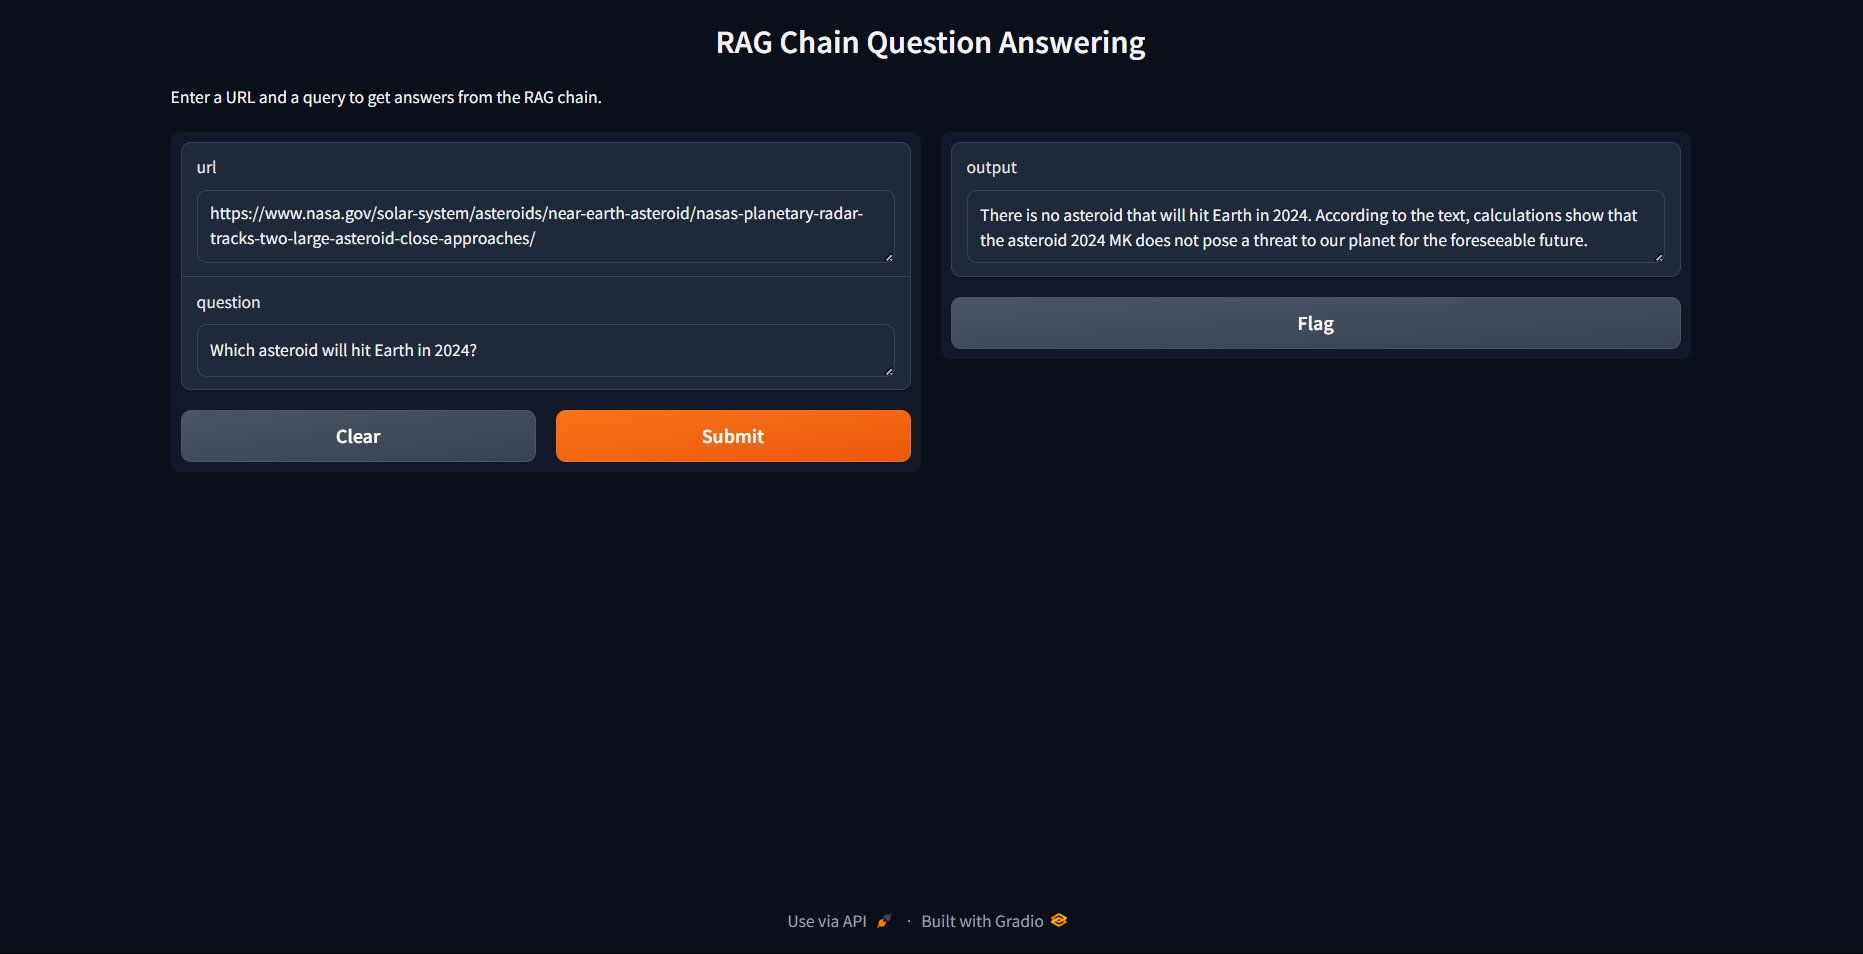 RAG Chain Question Answering
Enter a URL and a query to get answers from the RAG chain.
url
https://www.nasa.gov/solar-system/asteroids/near-earth-asteroid/nasas-planetary-radar-
tracks-two-large-asteroid-close-approaches/
question
Which asteroid will hit Earth in 2024?
Clear
Submit
output
There is no asteroid that will hit Earth in 2024. According to the text, calculations show that
the asteroid 2024 MK does not pose a threat to our planet for the foreseeable future.
Flag
Use via API · Built with Gradio